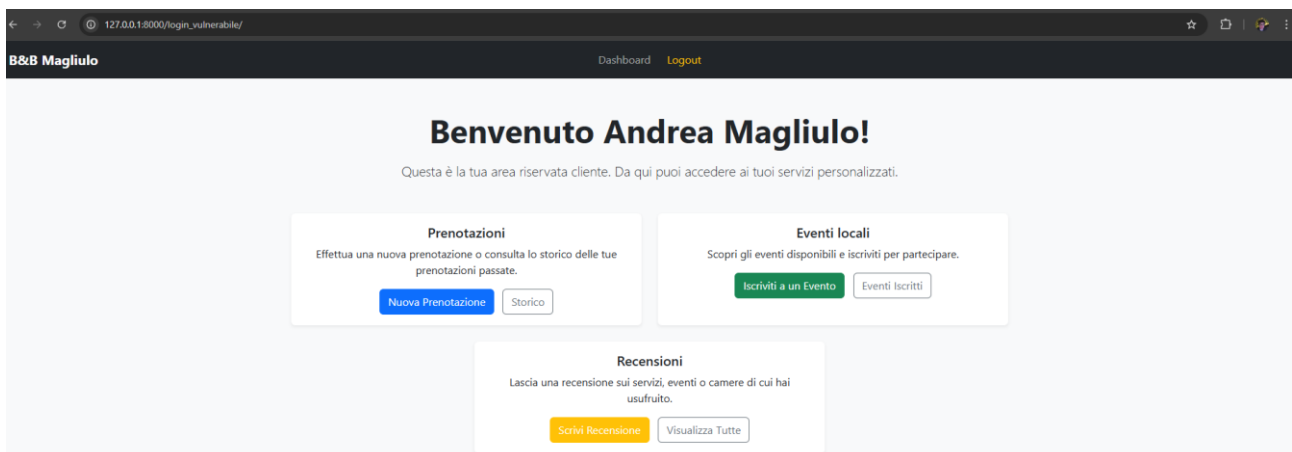 127.0.0.1:8000/login_vulnerabile/
B&B Magliulo
Dashboard Logout
Benvenuto Andrea Magliulo!
Questa è la tua area riservata cliente. Da qui puoi accedere ai tuoi servizi personalizzati.
Prenotazioni
Effettua una nuova prenotazione o consulta lo storico delle tue
prenotazioni passate.
Nuova Prenotazione Storico
Eventi locali
Scopri gli eventi disponibili e iscriviti per partecipare.
Iscriviti a un Evento Eventi Iscritti
Recensioni
Lascia una recensione sui servizi, eventi o camere di cui hai
usufruito.
Scrivi Recensione Visualizza Tutte